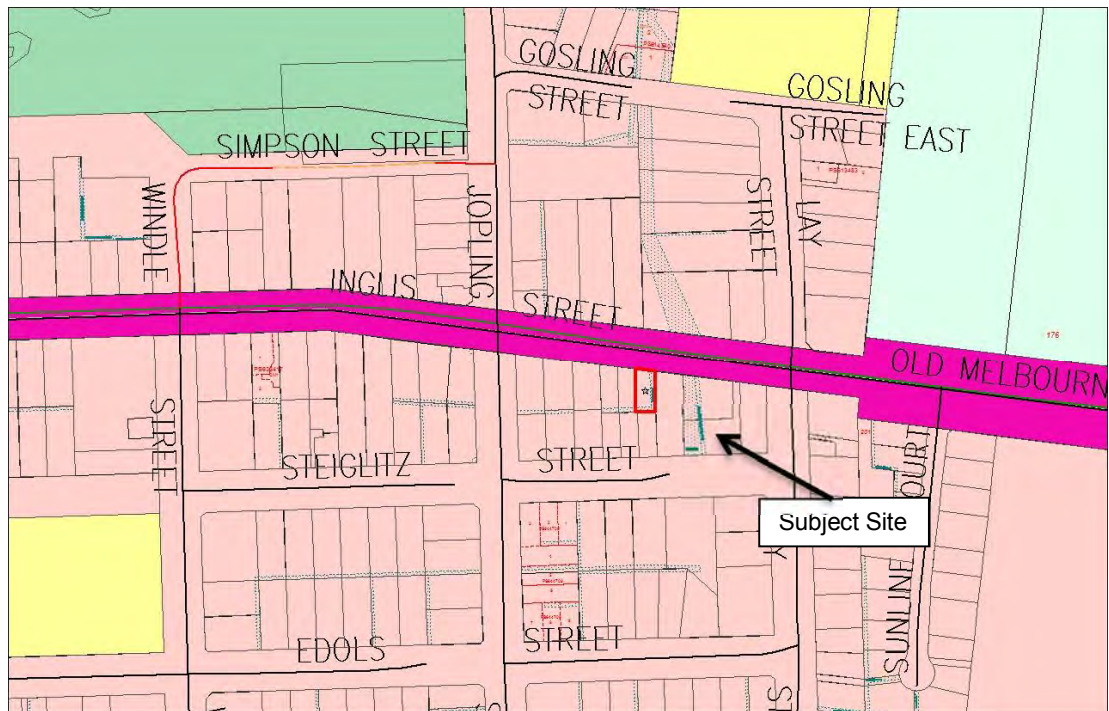 GOSLING
STREET
GOSLING
STREET EAST
SIMPSON STREET
WINDLE
STREET
JOPLING
STREET
LAY
INGLIS
STREET
OLD MELBOURN
176
STEIGLITZ
STREET
Subject Site
SUNLINE
OURT
EDOLS
STREET